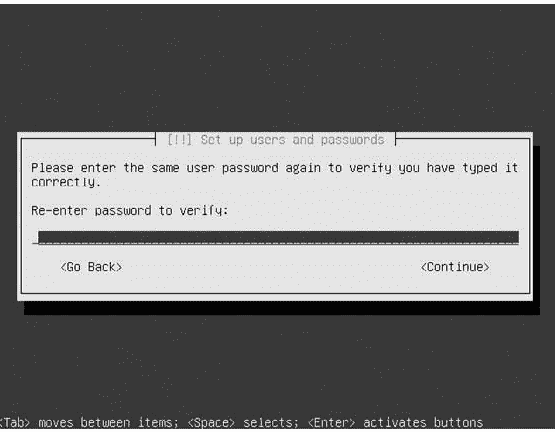 [!!] Set up users and passwords
Please enter the same user password again to verify you have typed it
correctly.
Re-enter password to verify:
<Go Back> <Continue>
<Tab> moves between items; <Space> selects; <Enter> activates buttons